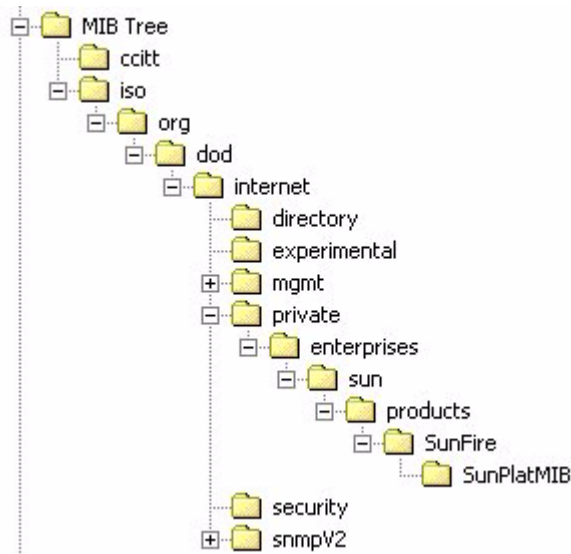 MIB Tree
ccitt
iso
org
dod
internet
directory
experimental
mgmt
private
enterprises
sun
products
SunFire
SunPlatMIB
security
snmpV2